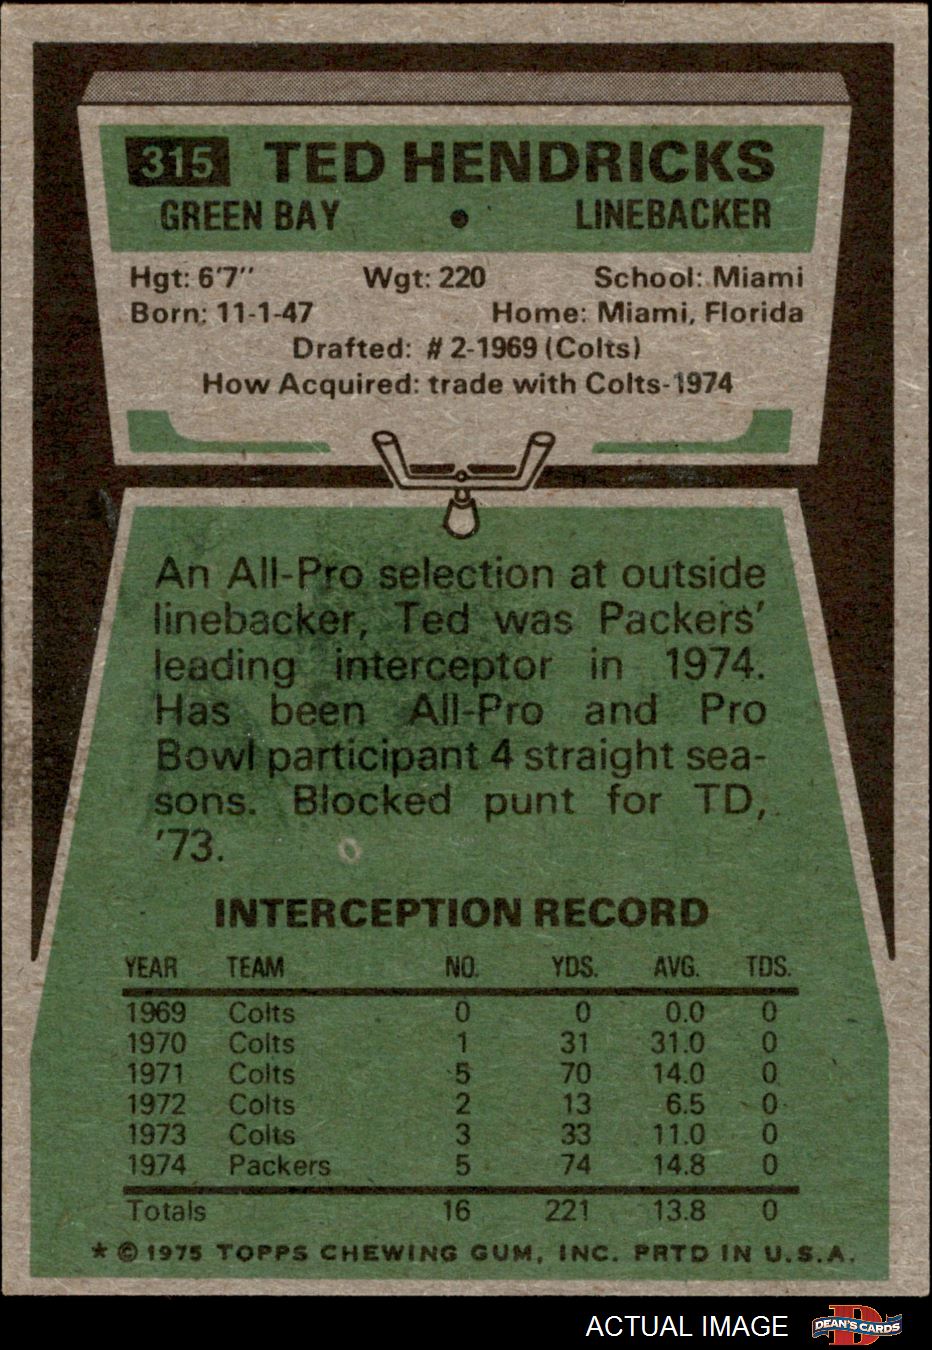 315 TED HENDRICKS
GREEN BAY • LINEBACKER
Hgt: 6'7" Wgt: 220 School: Miami
Born: 11-1-47 Home: Miami, Florida
Drafted: # 2-1969 (Colts)
How Acquired: trade with Colts-1974
An All-Pro selection at outside
linebacker, Ted was Packers'
leading interceptor in 1974.
Has been All-Pro and Pro
Bowl participant 4 straight sea-
sons. Blocked punt for TD,
'73.
INTERCEPTION RECORD
YEAR TEAM NO. YDS. AVG. TDS.
1969 Colts 0 0 0.0 0
1970 Colts 1 31 31.0 0
1971 Colts 5 70 14.0 0
1972 Colts 2 13 6.5 0
1973 Colts 3 33 11.0 0
1974 Packers 5 74 14.8 0
Totals 16 221 13.8 0
* © 1975 TOPPS CHEWING GUM, INC. PRTD IN U.S.A.
ACTUAL IMAGE D DEAN'S CARDS